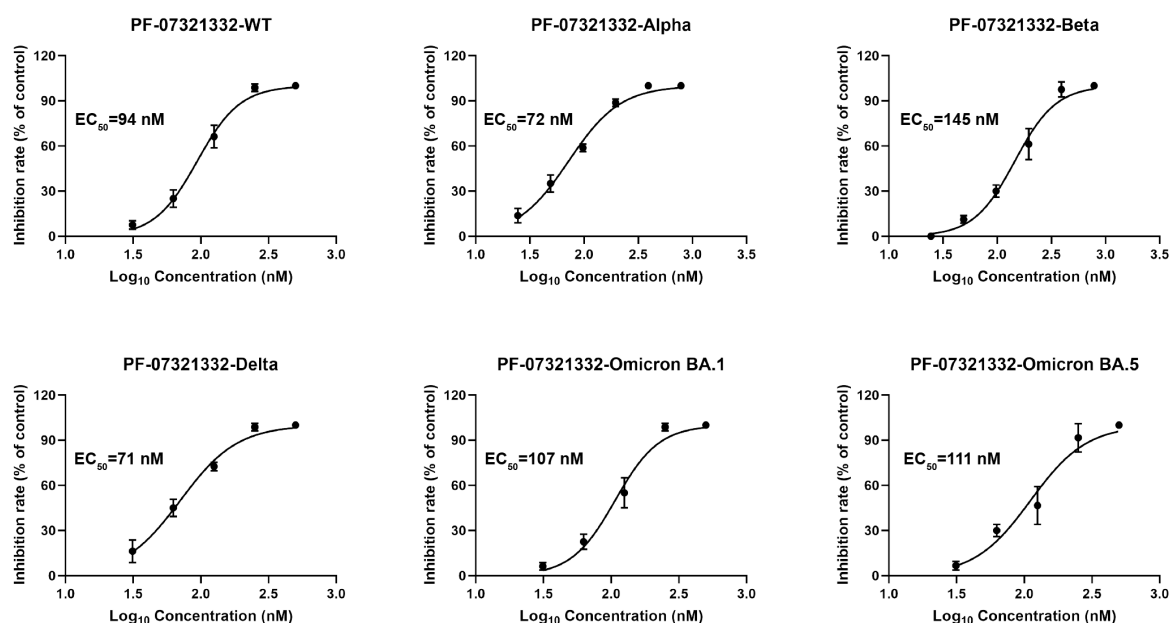 PF-07321332-WT
Inhibition rate (% of control)
120
90
60
30
0
EC50=94 nM
1.0 1.5 2.0 2.5 3.0
Log10 Concentration (nM)
PF-07321332-Alpha
Inhibition rate (% of control)
120
90
60
30
0
EC50=72 nM
1.0 1.5 2.0 2.5 3.0 3.5
Log10 Concentration (nM)
PF-07321332-Beta
Inhibition rate (% of control)
120
90
60
30
0
EC50=145 nM
1.0 1.5 2.0 2.5 3.0 3.5
Log10 Concentration (nM)
PF-07321332-Delta
Inhibition rate (% of control)
120
90
60
30
0
EC50=71 nM
1.0 1.5 2.0 2.5 3.0
Log10 Concentration (nM)
PF-07321332-Omicron BA.1
Inhibition rate (% of control)
120
90
60
30
0
EC50=107 nM
1.0 1.5 2.0 2.5 3.0
Log10 Concentration (nM)
PF-07321332-Omicron BA.5
Inhibition rate (% of control)
120
90
60
30
0
EC50=111 nM
1.0 1.5 2.0 2.5 3.0
Log10 Concentration (nM)